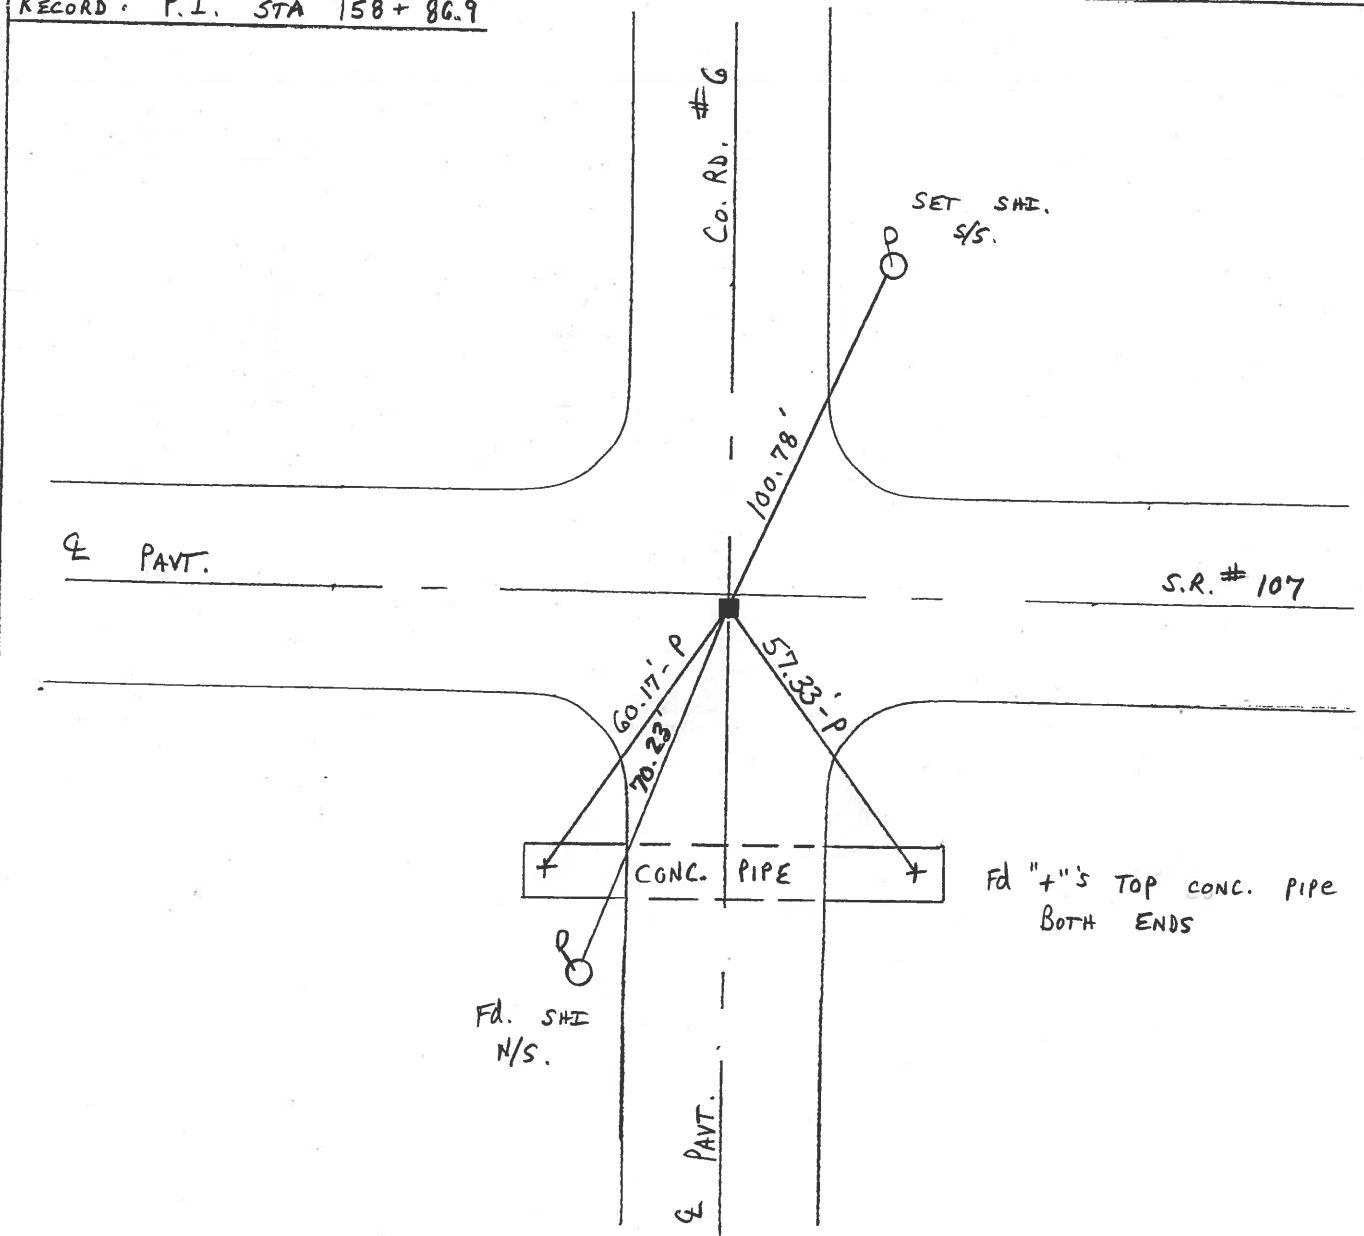 RECORD: P.I. STA 158+86.9
Co. RD. #6
SET SHI.
S/S.
100.78'
℄ PAVT.
S.R. # 107
60.17'-P
70.23'
57.33'-P
CONC. PIPE
Fd "+"'s TOP CONC. PIPE
BOTH ENDS
Fd. SHI
N/S.
℄ PAVT.